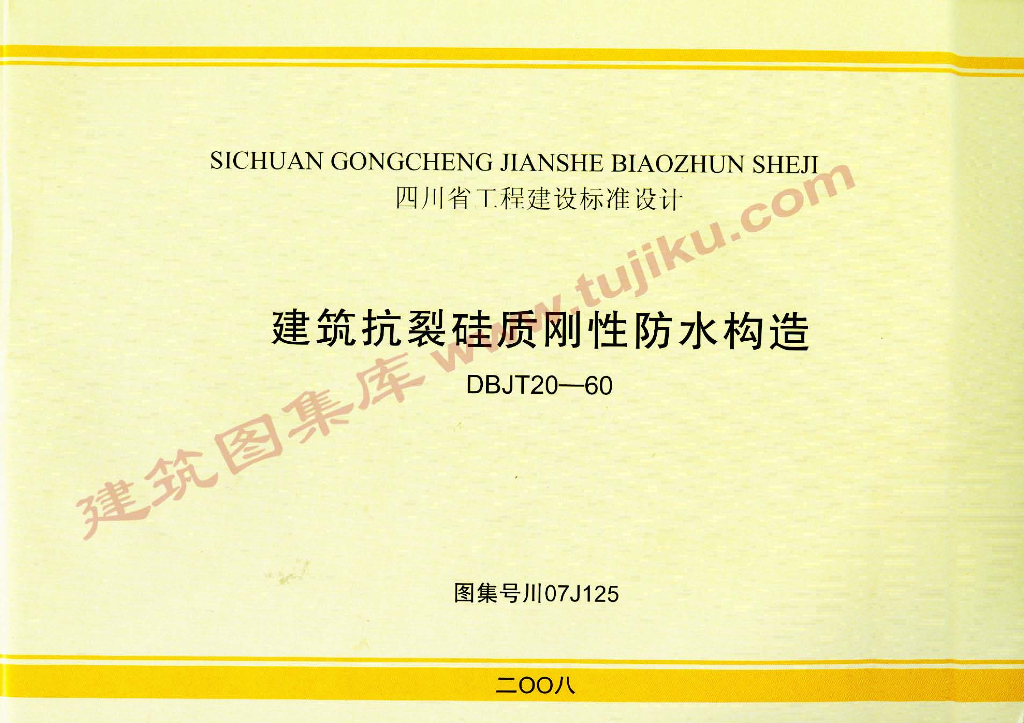 SICHUAN GONGCHENG JIANSHE BIAOZHUN SHEJI
四川省工程建设标准设计
建筑抗裂硅质刚性防水构造
DBJT20—60
建筑图集库 www.tujiku.com
图集号川07J125
二〇〇八